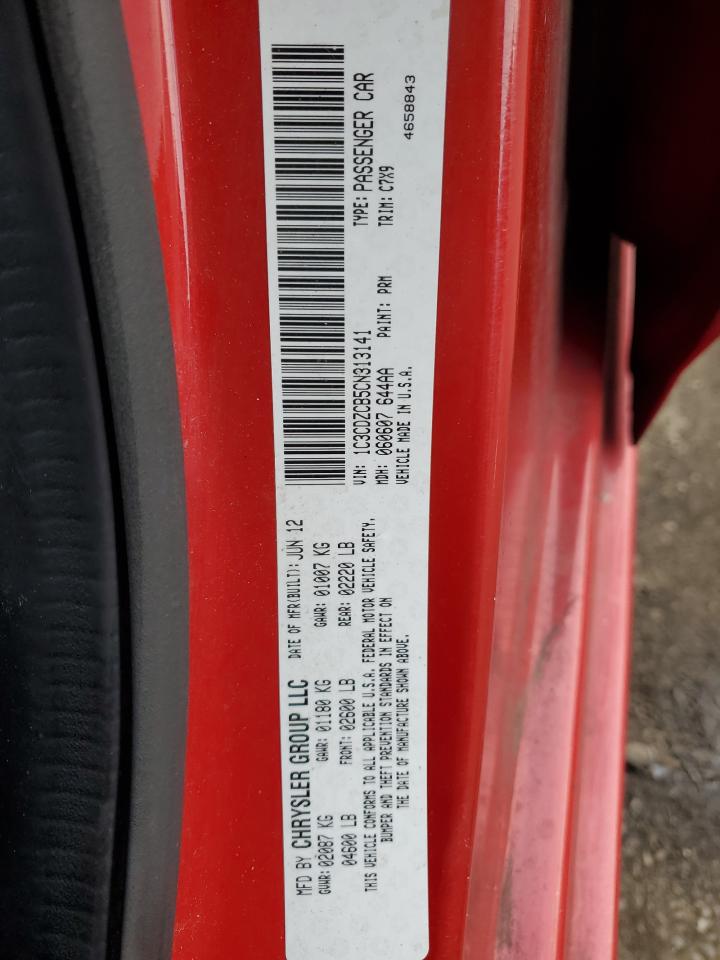 MFD BY CHRYSLER GROUP LLC DATE OF MFR(BUILT): JUN 12
GVWR: 02087 KG GAWR: 01180 KG GAWR: 01007 KG
04600 LB FRONT: 02600 LB REAR: 02220 LB
THIS VEHICLE CONFORMS TO ALL APPLICABLE U.S.A. FEDERAL MOTOR VEHICLE SAFETY,
BUMPER AND THEFT PREVENTION STANDARDS IN EFFECT ON
THE DATE OF MANUFACTURE SHOWN ABOVE.
VIN: 1C3CDZCB5CN313141 TYPE: PASSENGER CAR
MDH: 060607 644AA PAINT: PRM TRIM: C7X9
VEHICLE MADE IN U.S.A. 4658843